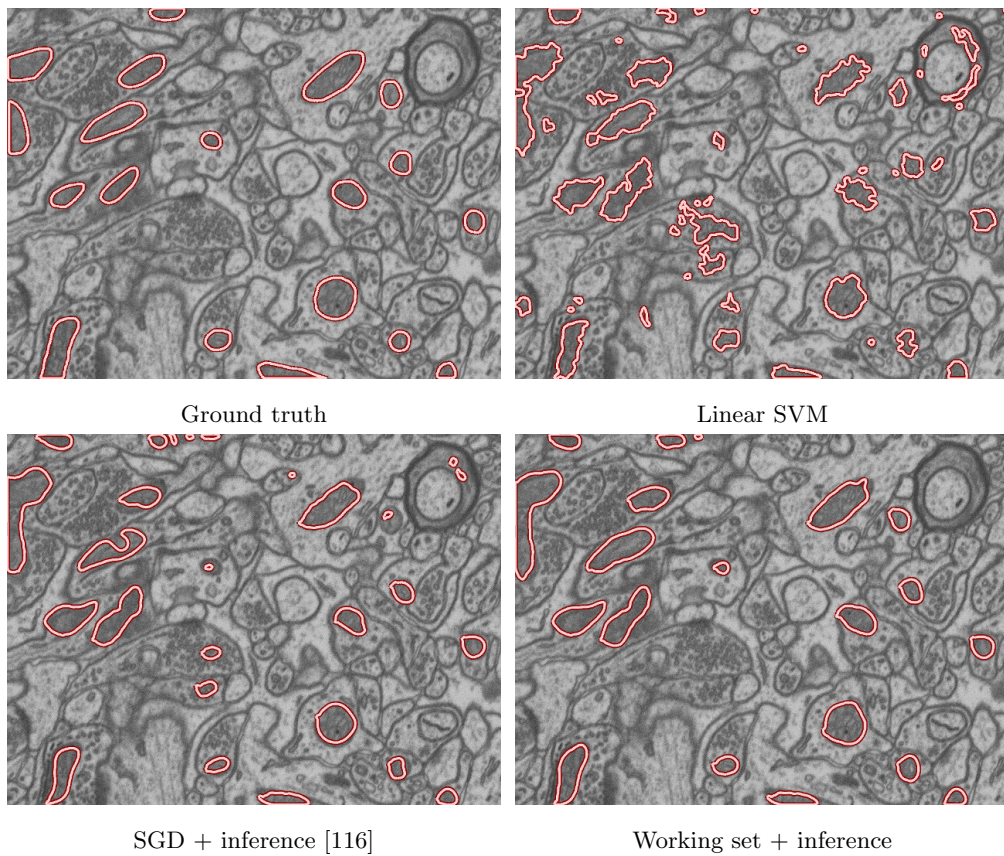 Ground truth
Linear SVM
SGD + inference [116]
Working set + inference